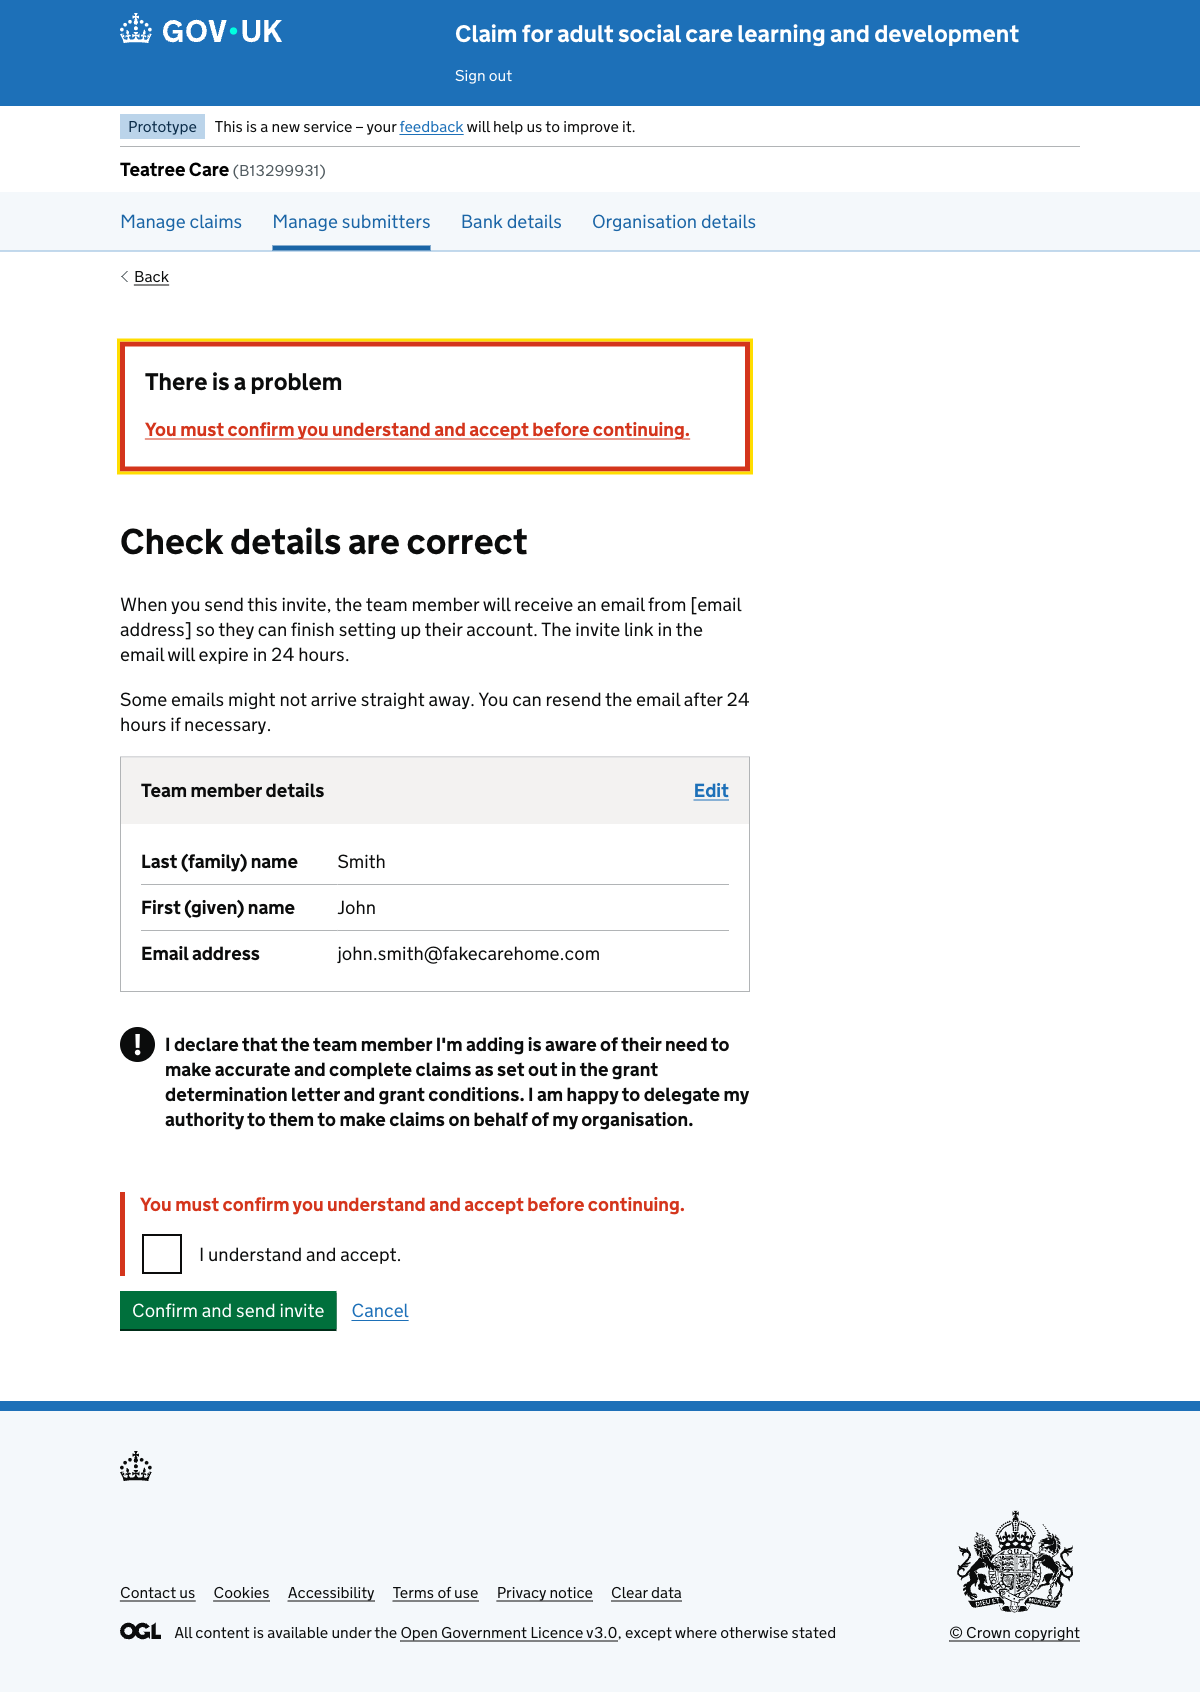 GOV·UK
Claim for adult social care learning and development
Sign out
Prototype This is a new service – your feedback will help us to improve it.
Teatree Care (B13299931)
Manage claims Manage submitters Bank details Organisation details
Back
There is a problem
You must confirm you understand and accept before continuing.
Check details are correct
When you send this invite, the team member will receive an email from [email
address] so they can finish setting up their account. The invite link in the
email will expire in 24 hours.
Some emails might not arrive straight away. You can resend the email after 24
hours if necessary.
Team member details Edit
Last (family) name Smith
First (given) name John
Email address john.smith@fakecarehome.com
! I declare that the team member I'm adding is aware of their need to
make accurate and complete claims as set out in the grant
determination letter and grant conditions. I am happy to delegate my
authority to them to make claims on behalf of my organisation.
You must confirm you understand and accept before continuing.
I understand and accept.
Confirm and send invite Cancel
Contact us Cookies Accessibility Terms of use Privacy notice Clear data
OGL All content is available under the Open Government Licence v3.0, except where otherwise stated
© Crown copyright